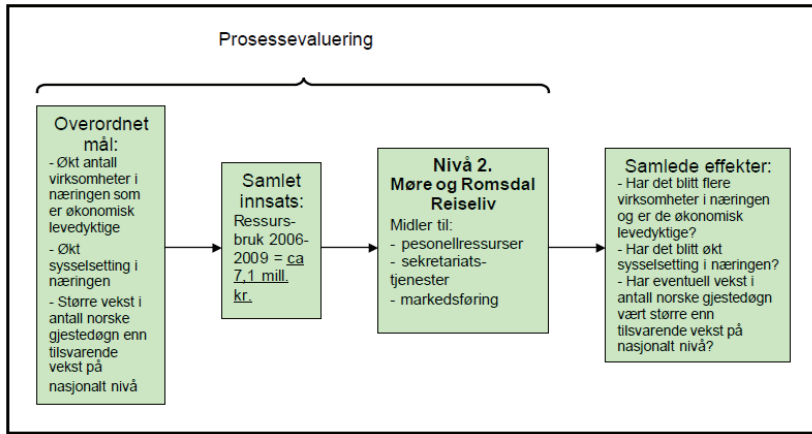 Prosessevaluering
Overordnet
mål:
- Økt antall
virksomheter i
næringen som
er økonomisk
levedyktige
- Økt
sysselsetting i
næringen
- Større vekst i
antall norske
gjestedøgn enn
tilsvarende
vekst på
nasjonalt nivå
Samlet
innsats:
Ressurs-
bruk 2006-
2009 = ca
7,1 mill.
kr.
Nivå 2.
Møre og Romsdal
Reiseliv
Midler til:
- pesonellressurser
- sekretariats-
tjenester
- markedsføring
Samlede effekter:
- Har det blitt flere
virksomheter i næringen
og er de økonomisk
levedyktige?
- Har det blitt økt
sysselsetting i næringen?
- Har eventuell vekst i
antall norske gjestedøgn
vært større enn
tilsvarende vekst på
nasjonalt nivå?